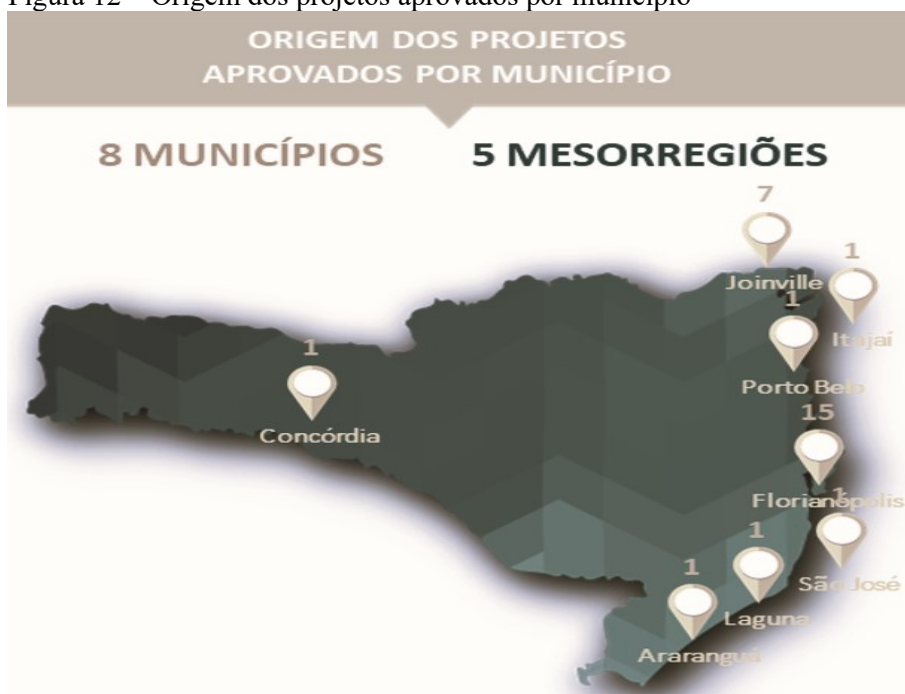 Figura 12 – Origem dos projetos aprovados por município
ORIGEM DOS PROJETOS
APROVADOS POR MUNICÍPIO
8 MUNICÍPIOS
5 MESORREGIÕES
7
Joinville
1
Itajaí
1
Porto Belo
1
Concórdia
15
Florianópolis
1
São José
1
Laguna
1
Araranguá